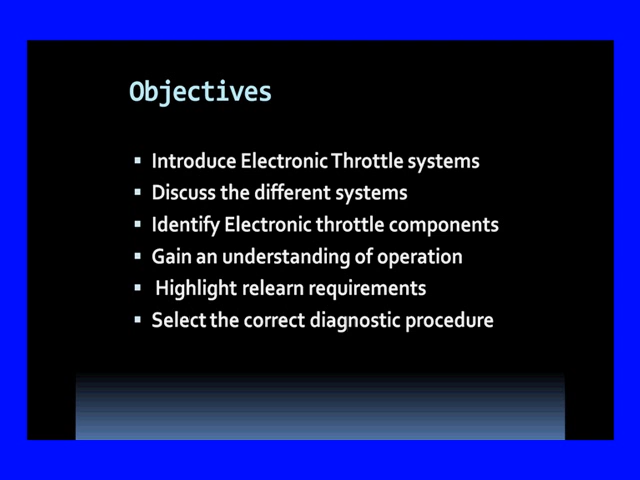 Objectives
▪ Introduce Electronic Throttle systems
▪ Discuss the different systems
▪ Identify Electronic throttle components
▪ Gain an understanding of operation
▪ Highlight relearn requirements
▪ Select the correct diagnostic procedure